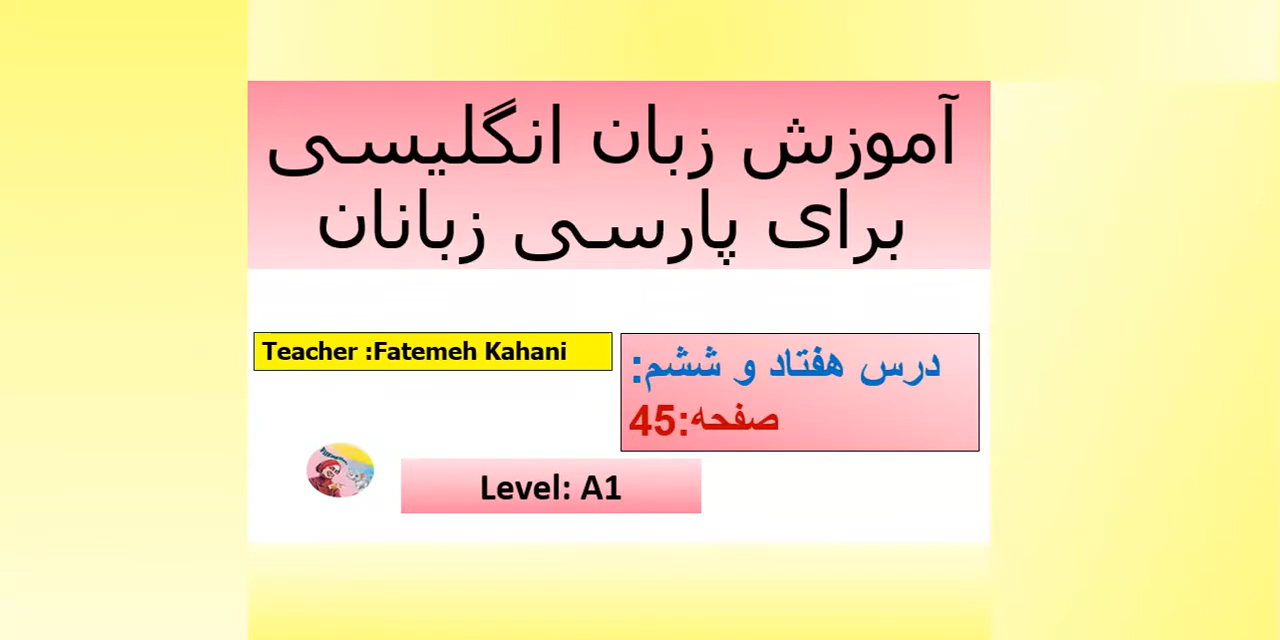 آموزش زبان انگلیسی
برای پارسی زبانان
Teacher :Fatemeh Kahani
درس هفتاد و ششم:
صفحه:45
Level: A1